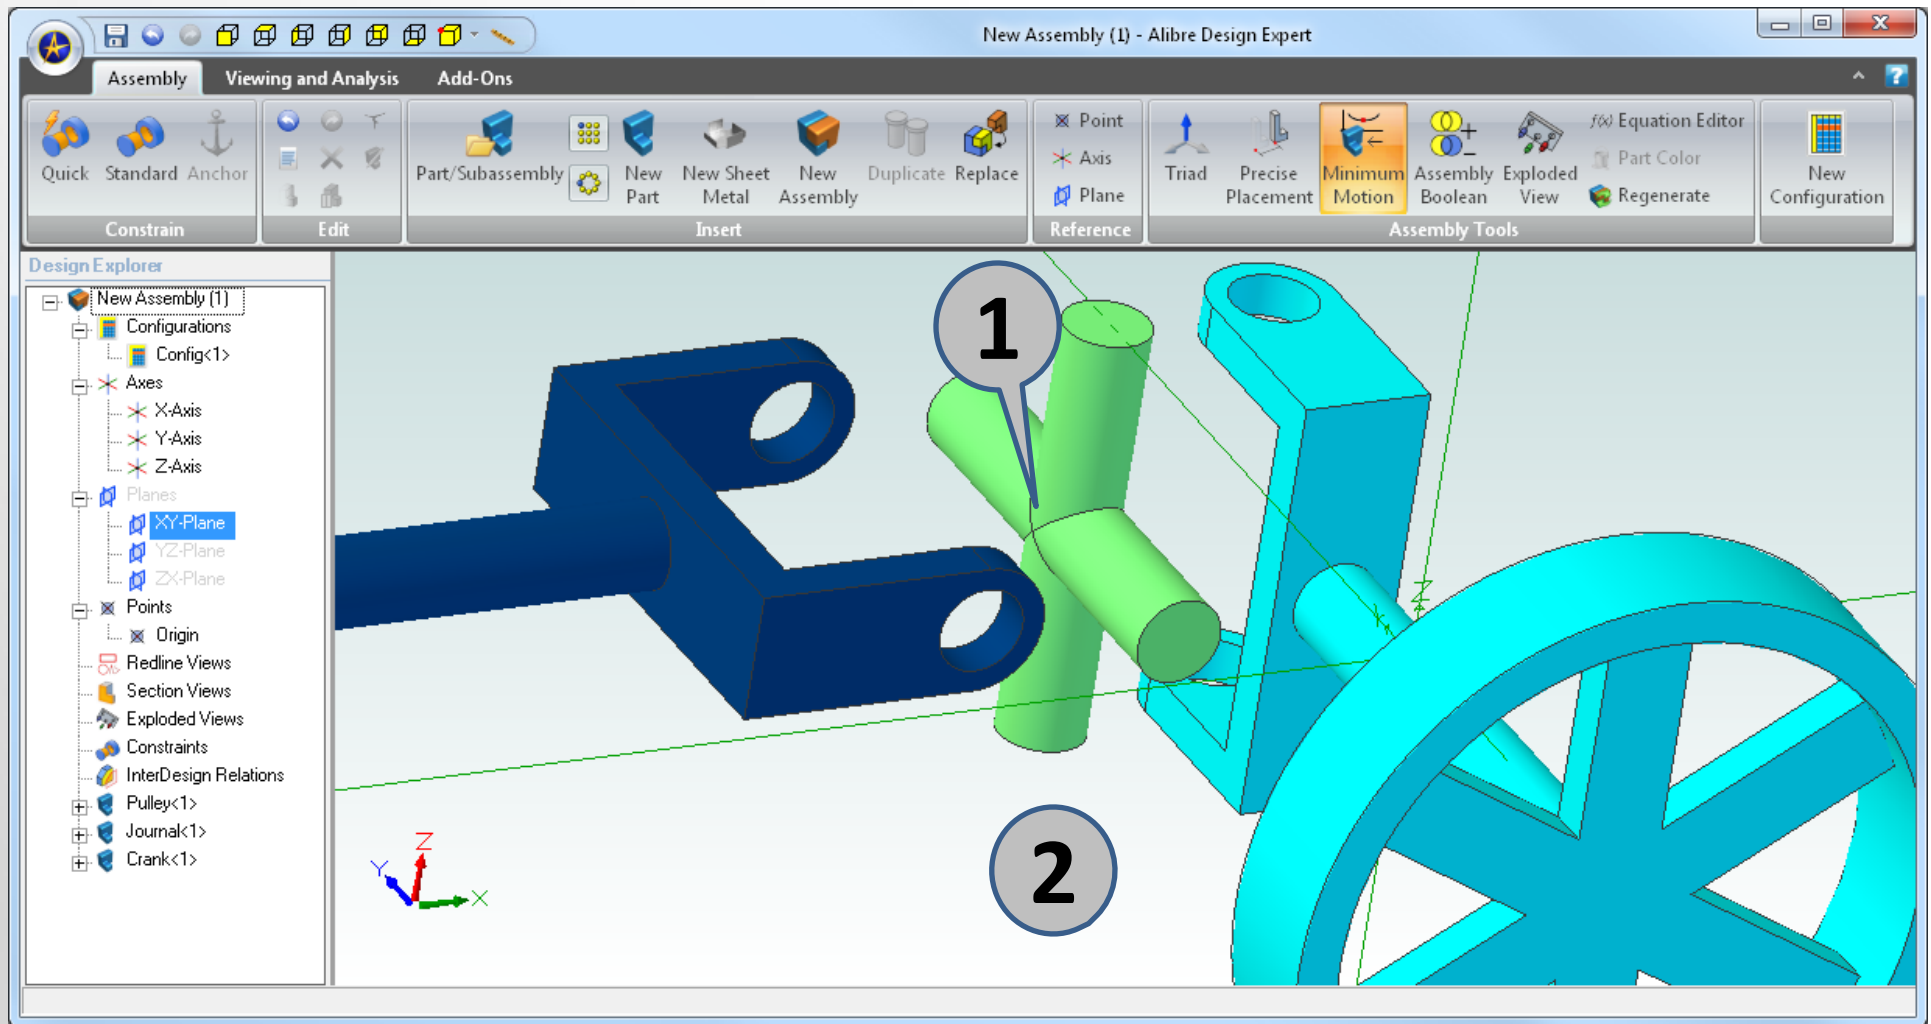 New Assembly (1) - Alibre Design Expert
Assembly
Viewing and Analysis
Add-Ons
?
Quick
Standard
Anchor
Constrain
Edit
Part/Subassembly
New Part
New Sheet Metal
New Assembly
Duplicate
Replace
Insert
Point
Axis
Plane
Reference
Triad
Precise Placement
Minimum Motion
Assembly Boolean
Exploded View
f(x) Equation Editor
Part Color
Regenerate
Assembly Tools
New Configuration
Design Explorer
New Assembly (1)
Configurations
Config<1>
Axes
X-Axis
Y-Axis
Z-Axis
Planes
XY-Plane
YZ-Plane
ZX-Plane
Points
Origin
Redline Views
Section Views
Exploded Views
Constraints
InterDesign Relations
Pulley<1>
Journal<1>
Crank<1>
1
2
Z
Y
X